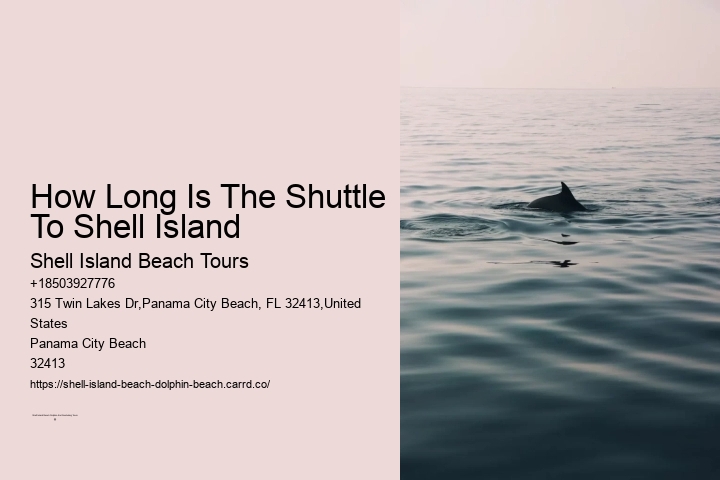 How Long Is The Shuttle
To Shell Island
Shell Island Beach Tours
+18503927776
315 Twin Lakes Dr,Panama City Beach, FL 32413,United
States
Panama City Beach
32413
https://shell-island-beach-dolphin-beach.carrd.co/